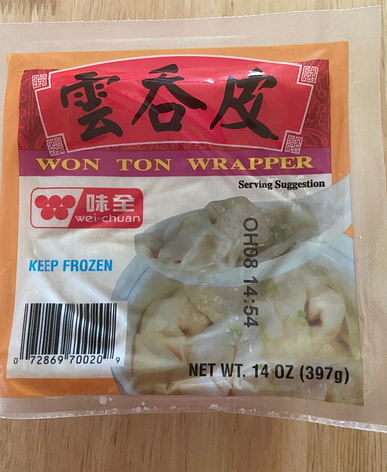 雲吞皮
WON TON WRAPPER
Serving Suggestion
味全
wei-chuan
KEEP FROZEN
OH08 14:54
0 72869 70020 9
NET WT. 14 OZ (397g)